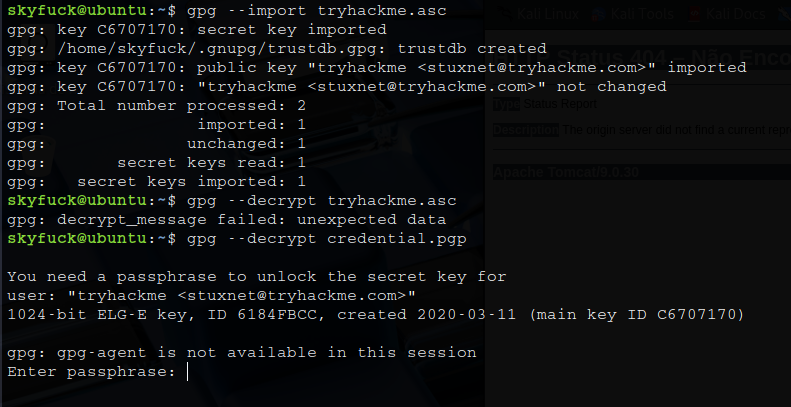 skyfuck@ubuntu:~$ gpg --import tryhackme.asc
gpg: key C6707170: secret key imported
gpg: /home/skyfuck/.gnupg/trustdb.gpg: trustdb created
gpg: key C6707170: public key "tryhackme <stuxnet@tryhackme.com>" imported
gpg: key C6707170: "tryhackme <stuxnet@tryhackme.com>" not changed
gpg: Total number processed: 2
gpg:               imported: 1
gpg:              unchanged: 1
gpg:       secret keys read: 1
gpg:   secret keys imported: 1
skyfuck@ubuntu:~$ gpg --decrypt tryhackme.asc
gpg: decrypt_message failed: unexpected data
skyfuck@ubuntu:~$ gpg --decrypt credential.pgp
You need a passphrase to unlock the secret key for
user: "tryhackme <stuxnet@tryhackme.com>"
1024-bit ELG-E key, ID 6184FBCC, created 2020-03-11 (main key ID C6707170)
gpg: gpg-agent is not available in this session
Enter passphrase:
Kali Linux Kali Tools Kali Docs
Status 404 – Não Enco
Type Status Report
Description The origin server did not find a current
Apache Tomcat/9.0.30